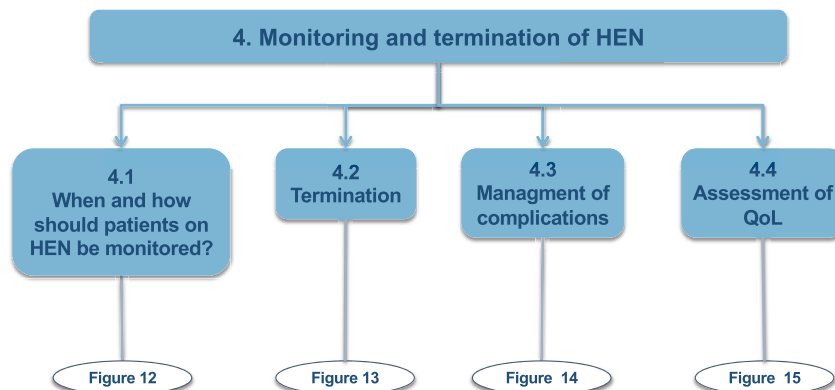 4. Monitoring and termination of HEN
4.1
When and how
should patients on
HEN be monitored?
4.2
Termination
4.3
Managment of
complications
4.4
Assessment of
QoL
Figure 12
Figure 13
Figure 14
Figure 15